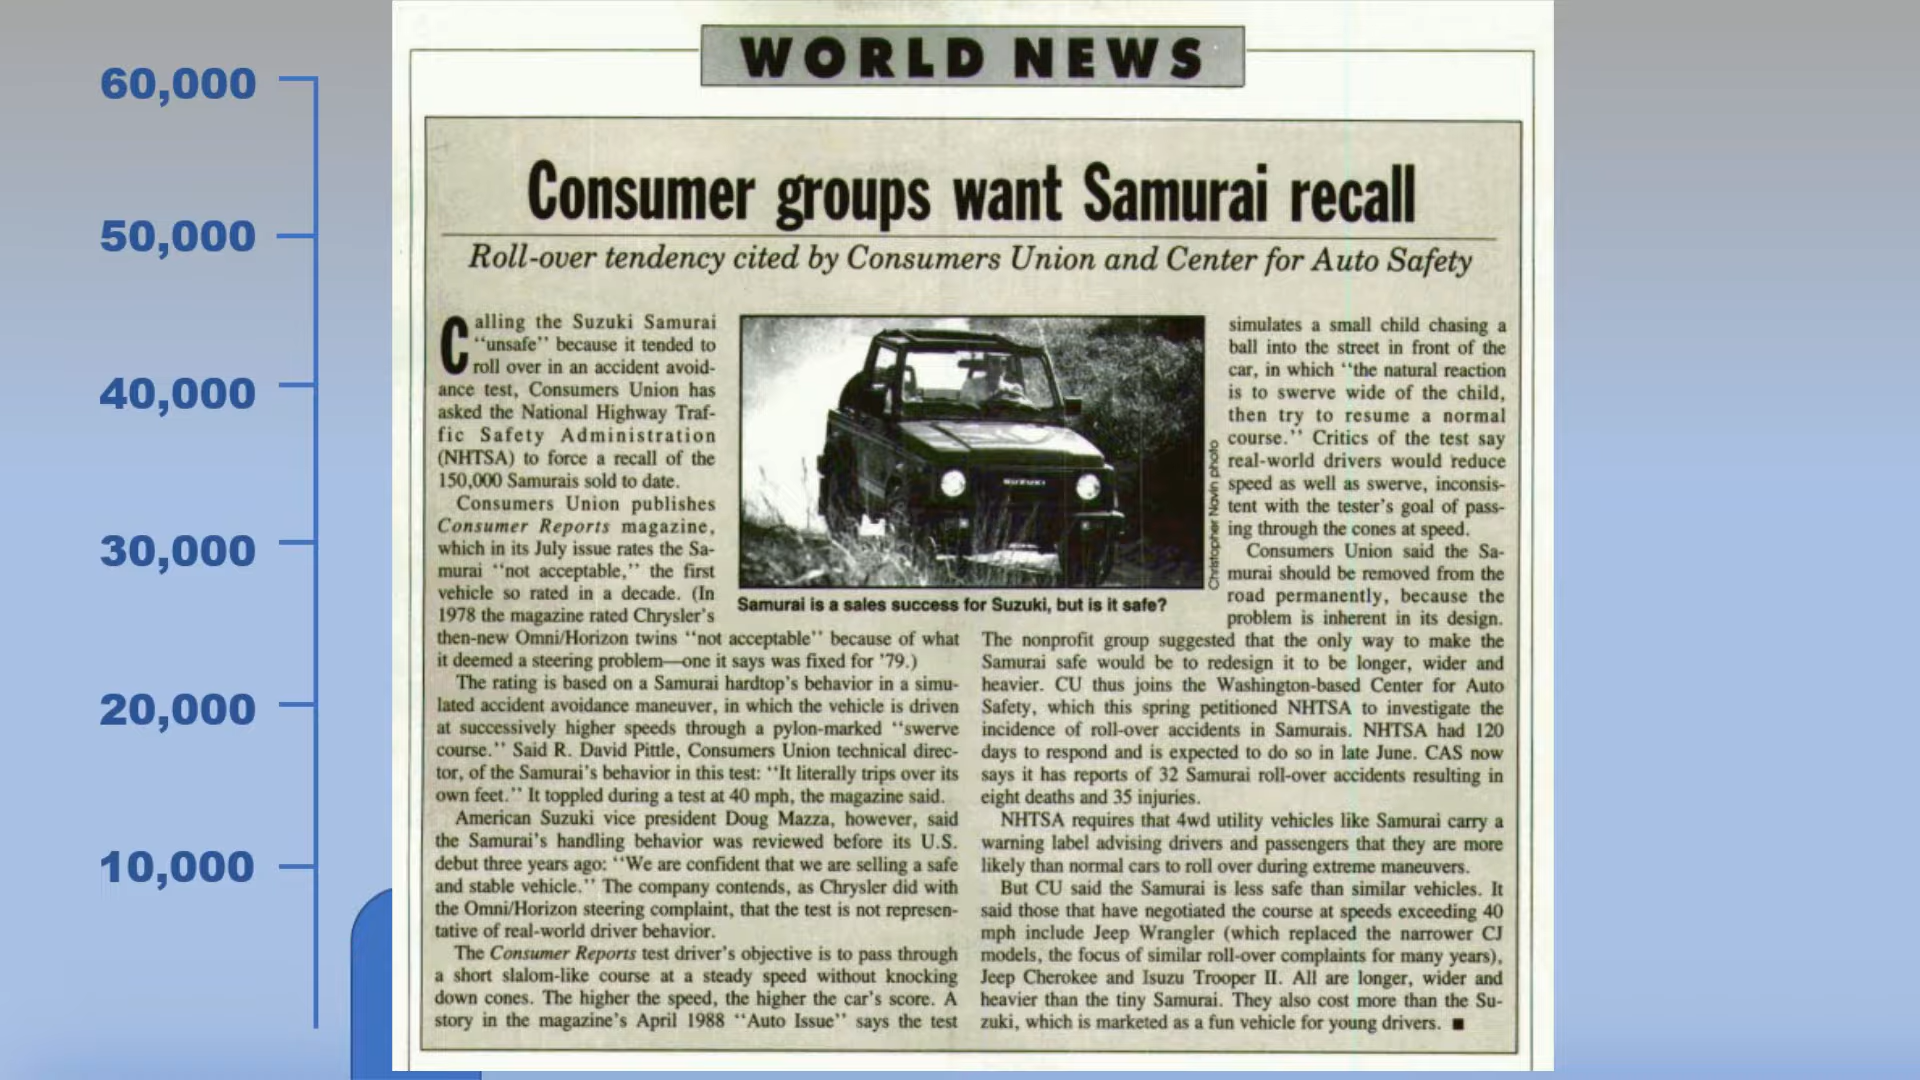 60,000
50,000
40,000
30,000
20,000
10,000
WORLD NEWS
Consumer groups want Samurai recall
Roll-over tendency cited by Consumers Union and Center for Auto Safety
Calling the Suzuki Samurai
“unsafe” because it tended to
roll over in an accident avoid-
ance test, Consumers Union has
asked the National Highway Traf-
fic Safety Administration
(NHTSA) to force a recall of the
150,000 Samurais sold to date.
Consumers Union publishes
Consumer Reports magazine,
which in its July issue rates the Sa-
murai “not acceptable,” the first
vehicle so rated in a decade. (In
1978 the magazine rated Chrysler's
then-new Omni/Horizon twins “not acceptable” because of what
it deemed a steering problem—one it says was fixed for '79.)
The rating is based on a Samurai hardtop's behavior in a simu-
lated accident avoidance maneuver, in which the vehicle is driven
at successively higher speeds through a pylon-marked “swerve
course.” Said R. David Pittle, Consumers Union technical direc-
tor, of the Samurai's behavior in this test: “It literally trips over its
own feet.” It toppled during a test at 40 mph, the magazine said.
American Suzuki vice president Doug Mazza, however, said
the Samurai's handling behavior was reviewed before its U.S.
debut three years ago: “We are confident that we are selling a safe
and stable vehicle.” The company contends, as Chrysler did with
the Omni/Horizon steering complaint, that the test is not represen-
tative of real-world driver behavior.
The Consumer Reports test driver's objective is to pass through
a short slalom-like course at a steady speed without knocking
down cones. The higher the speed, the higher the car's score. A
story in the magazine's April 1988 “Auto Issue” says the test
SUZUKI
Christopher Navin photo
Samurai is a sales success for Suzuki, but is it safe?
simulates a small child chasing a
ball into the street in front of the
car, in which “the natural reaction
is to swerve wide of the child,
then try to resume a normal
course.” Critics of the test say
real-world drivers would reduce
speed as well as swerve, inconsis-
tent with the tester's goal of pass-
ing through the cones at speed.
Consumers Union said the Sa-
murai should be removed from the
road permanently, because the
problem is inherent in its design.
The nonprofit group suggested that the only way to make the
Samurai safe would be to redesign it to be longer, wider and
heavier. CU thus joins the Washington-based Center for Auto
Safety, which this spring petitioned NHTSA to investigate the
incidence of roll-over accidents in Samurais. NHTSA had 120
days to respond and is expected to do so in late June. CAS now
says it has reports of 32 Samurai roll-over accidents resulting in
eight deaths and 35 injuries.
NHTSA requires that 4wd utility vehicles like Samurai carry a
warning label advising drivers and passengers that they are more
likely than normal cars to roll over during extreme maneuvers.
But CU said the Samurai is less safe than similar vehicles. It
said those that have negotiated the course at speeds exceeding 40
mph include Jeep Wrangler (which replaced the narrower CJ
models, the focus of similar roll-over complaints for many years),
Jeep Cherokee and Isuzu Trooper II. All are longer, wider and
heavier than the tiny Samurai. They also cost more than the Su-
zuki, which is marketed as a fun vehicle for young drivers. ■